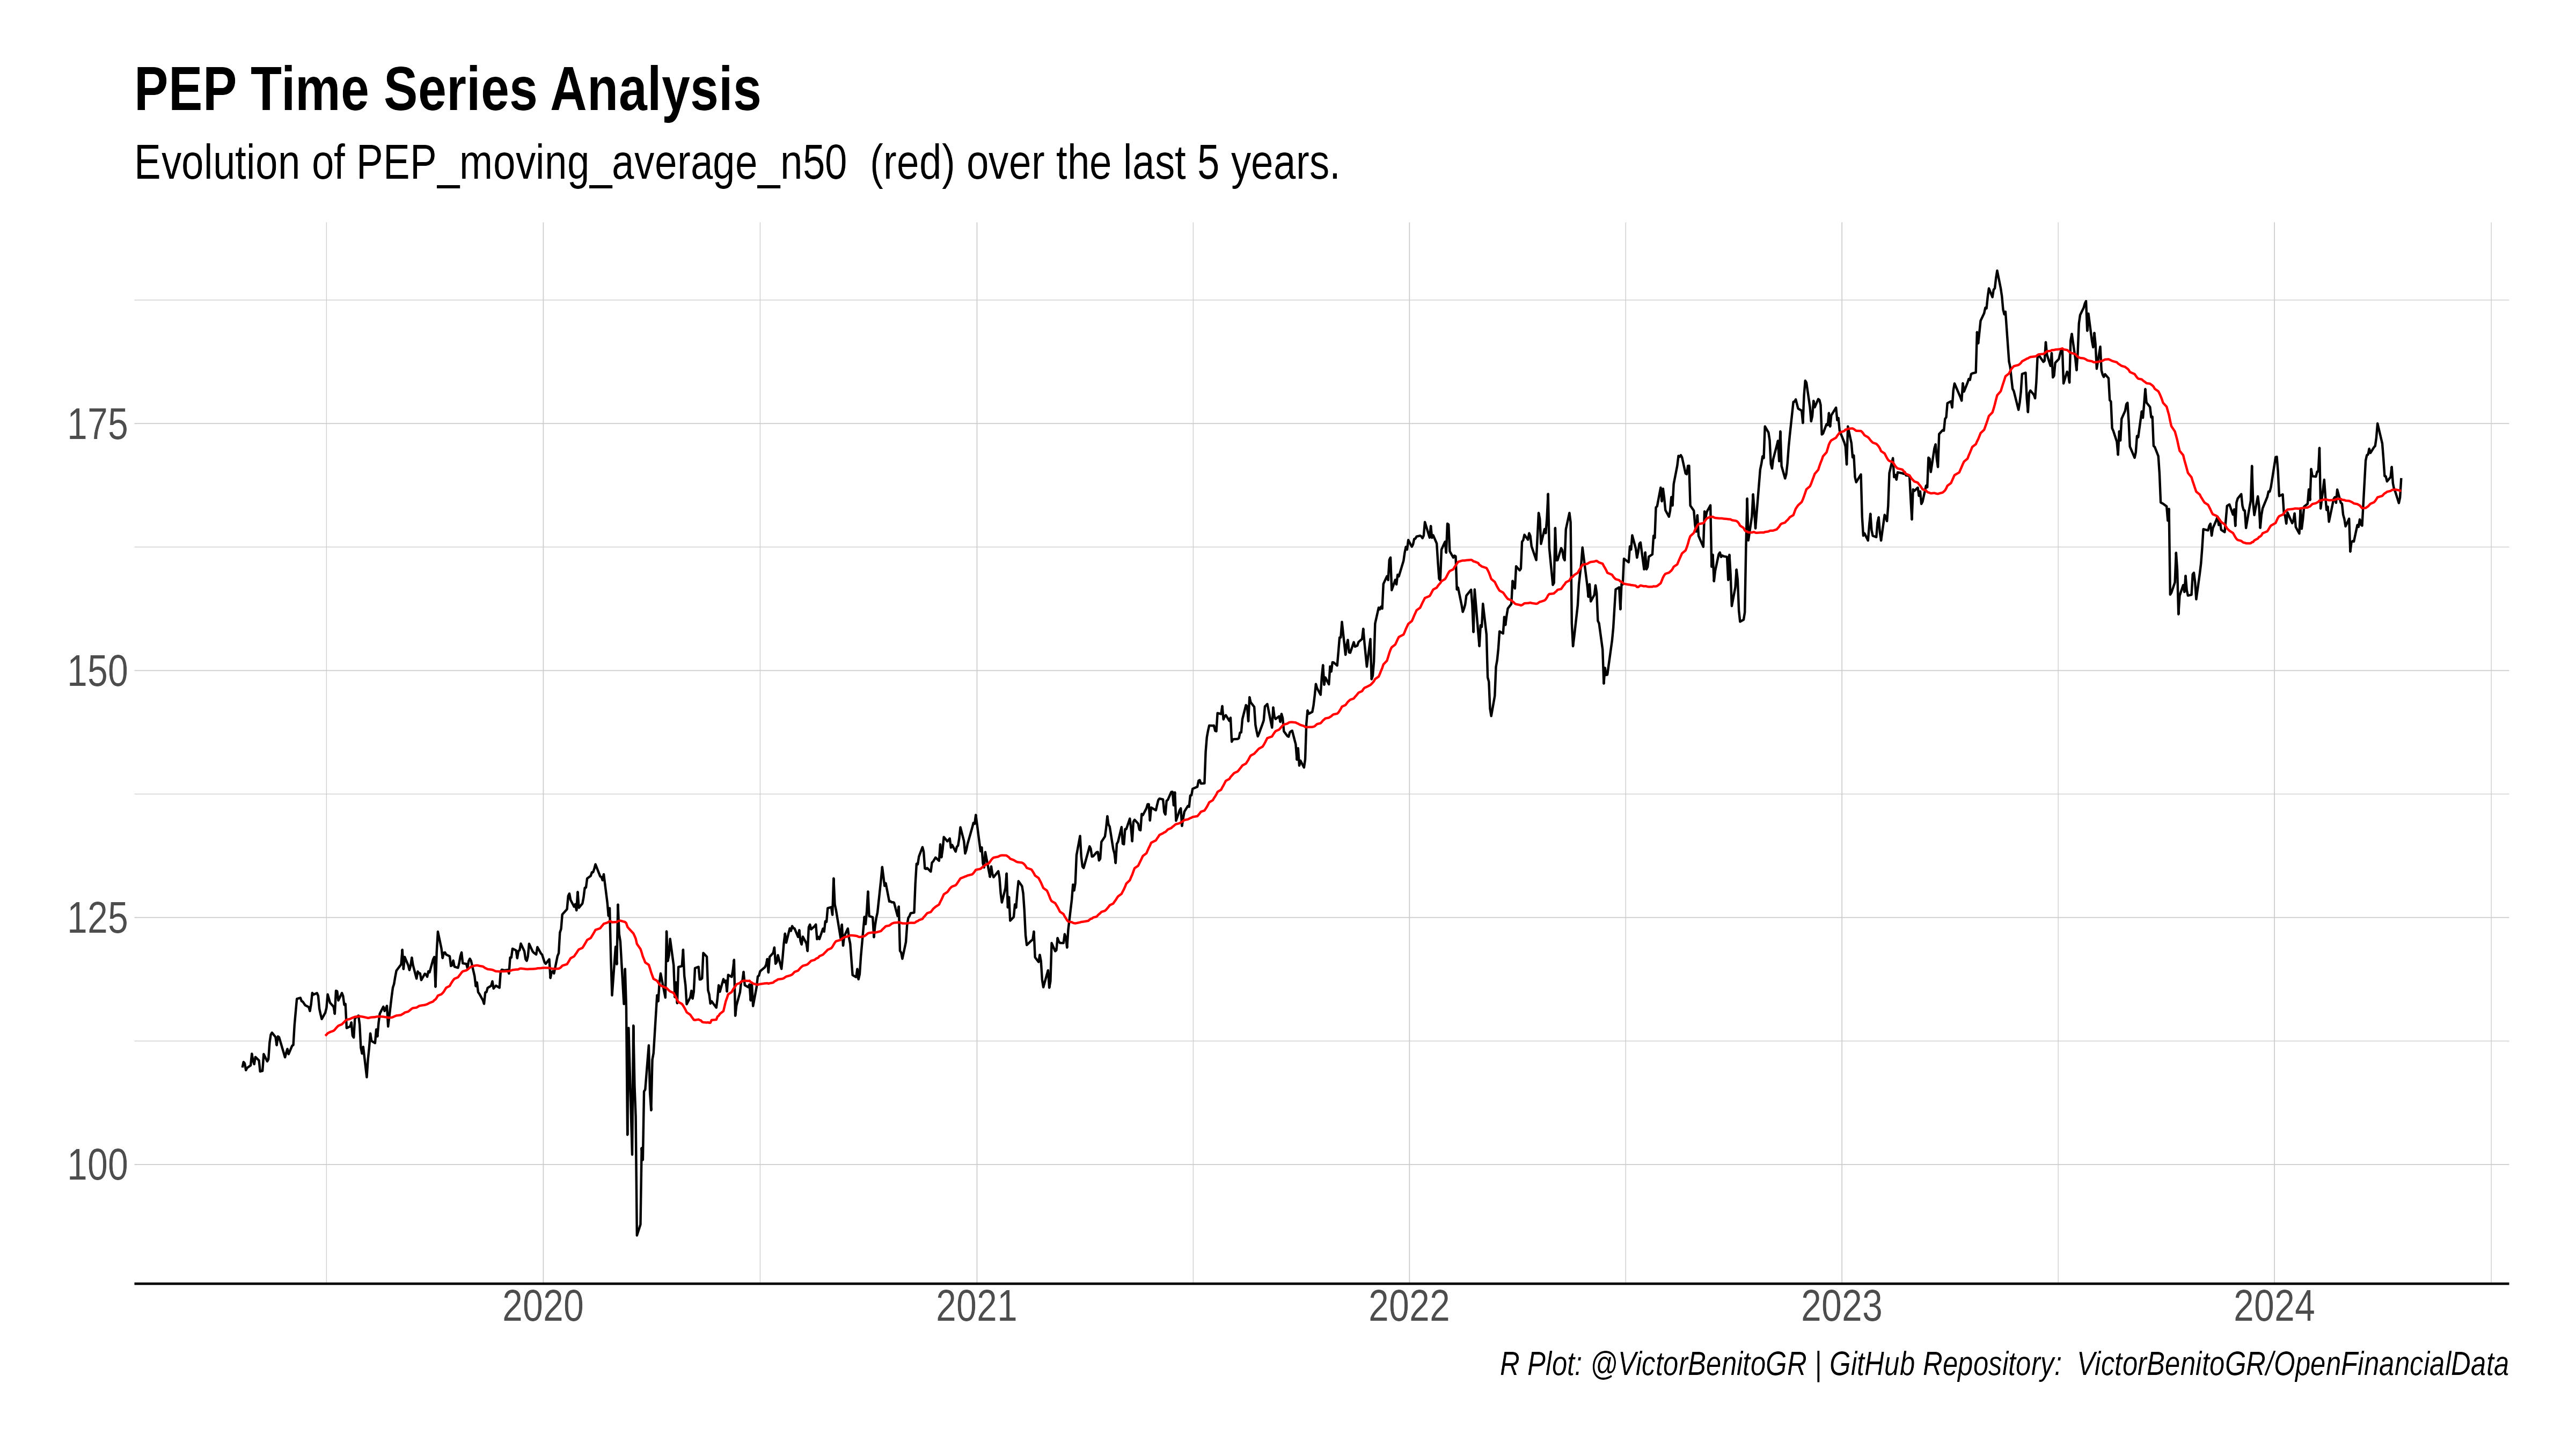 PEP Time Series Analysis
Evolution of PEP_moving_average_n50  (red) over the last 5 years.
175
150
125
100
2020 2021 2022 2023 2024
R Plot: @VictorBenitoGR | GitHub Repository:  VictorBenitoGR/OpenFinancialData